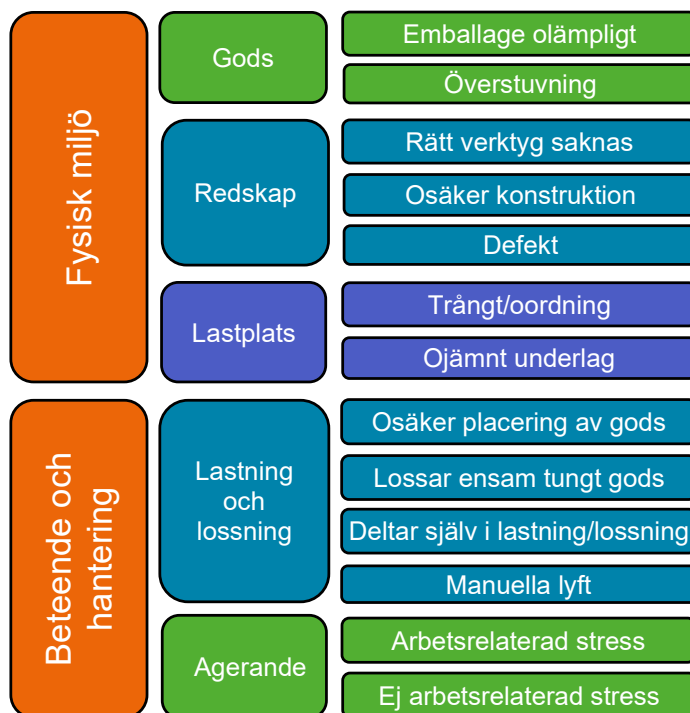 Fysisk miljö
Gods
Emballage olämpligt
Överstuvning
Redskap
Rätt verktyg saknas
Osäker konstruktion
Defekt
Lastplats
Trångt/oordning
Ojämnt underlag
Beteende och
hantering
Lastning
och
lossning
Osäker placering av gods
Lossar ensam tungt gods
Deltar själv i lastning/lossning
Manuella lyft
Agerande
Arbetsrelaterad stress
Ej arbetsrelaterad stress